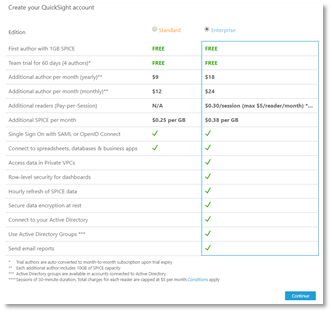 Create your QuickSight account
Edition Standard Enterprise
First author with 1GB SPICE FREE FREE
Team trial for 60 days (4 authors)* FREE FREE
Additional author per month (yearly)** $9 $18
Additional author per month (monthly)** $12 $24
Additional readers (Pay-per-Session) N/A $0.30/session (max $5/reader/month) *...
Additional SPICE per month $0.25 per GB $0.38 per GB
Single Sign On with SAML or OpenID Connect
Connect to spreadsheets, databases & business apps
Access data in Private VPCs
Row-level security for dashboards
Hourly refresh of SPICE data
Secure data encryption at rest
Connect to your Active Directory
Use Active Directory Groups ***
Send email reports
* Trial authors are auto-converted to month-to-month subscription upon trial expiry
** Each additional author includes 10GB of SPICE capacity
*** Active Directory groups are available in accounts connected to Active Directory
**** Sessions of 30-minute duration. Total charges for each reader are capped at $5 per month. Conditions apply
Continue